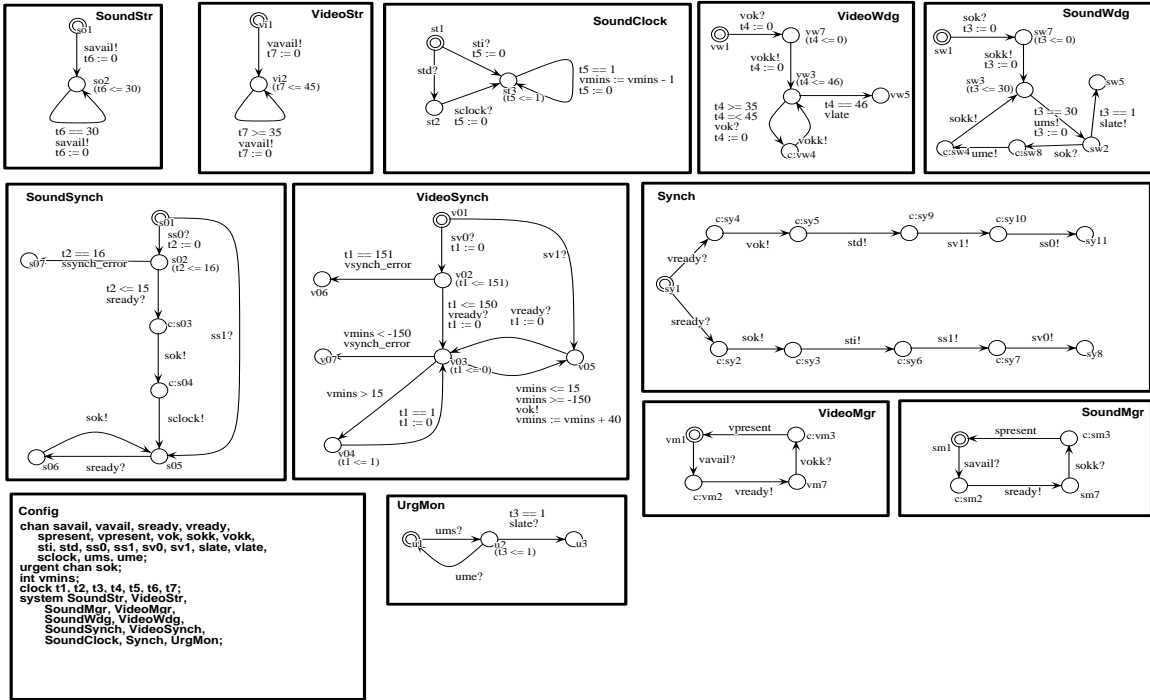 SoundStr
so1
savail!
t6 := 0
so2
(t6 <= 30)
t6 == 30
savail!
t6 := 0
VideoStr
vi1
vavail!
t7 := 0
vi2
(t7 <= 45)
t7 >= 35
vavail!
t7 := 0
SoundClock
st1
sti?
t5 := 0
std?
st3
(t5 <= 1)
t5 == 1
vmins := vmins - 1
t5 := 0
sclock?
t5 := 0
st2
VideoWdg
vok?
t4 := 0
vw1
vw7
(t4 <= 0)
vokk!
t4 := 0
vw3
(t4 <= 46)
vw5
t4 == 46
vlate
t4 >= 35
t4 =< 45
vok?
t4 := 0
vokk!
c:vw4
SoundWdg
sok?
t3 := 0
sw1
sw7
(t3 <= 0)
sokk!
t3 := 0
sw3
(t3 <= 30)
sw5
t3 == 30
ums!
t3 := 0
t3 == 1
slate!
sokk!
c:sw4
ume!
c:sw8
sok?
sw2
SoundSynch
s01
ss0?
t2 := 0
t2 == 16
ssynch_error
s07
s02
(t2 <= 16)
t2 <= 15
sready?
c:s03
ss1?
sok!
c:s04
sclock!
sok!
s06
sready?
s05
VideoSynch
v01
sv0?
t1 := 0
sv1?
t1 == 151
vsynch_error
v06
v02
(t1 <= 151)
t1 <= 150
vready?
t1 := 0
vready?
t1 := 0
vmins < -150
vsynch_error
v07
v03
(t1 <= 0)
v05
vmins > 15
vmins <= 15
vmins >= -150
vok!
vmins := vmins + 40
t1 == 1
t1 := 0
v04
(t1 <= 1)
Synch
c:sy4
c:sy5
c:sy9
c:sy10
vok!
std!
sv1!
ss0!
sy11
vready?
sy1
sready?
sok!
sti!
ss1!
sv0!
c:sy2
c:sy3
c:sy6
c:sy7
sy8
VideoMgr
vm1
vpresent
c:vm3
vavail?
vokk?
c:vm2
vready!
vm7
SoundMgr
sm1
spresent
c:sm3
savail?
sokk?
c:sm2
sready!
sm7
Config
chan savail, vavail, sready, vready,
spresent, vpresent, vok, sokk, vokk,
sti, std, ss0, ss1, sv0, sv1, slate, vlate,
sclock, ums, ume;
urgent chan sok;
int vmins;
clock t1, t2, t3, t4, t5, t6, t7;
system SoundStr, VideoStr,
SoundMgr, VideoMgr,
SoundWdg, VideoWdg,
SoundSynch, VideoSynch,
SoundClock, Synch, UrgMon;
UrgMon
ums?
t3 == 1
slate?
u1
u2
(t3 <= 1)
u3
ume?